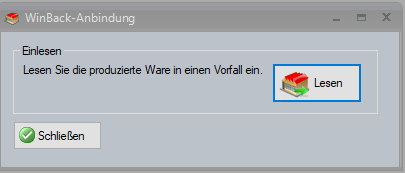 WinBack-Anbindung
Einlesen
Lesen Sie die produzierte Ware in einen Vorfall ein.
Lesen
Schließen